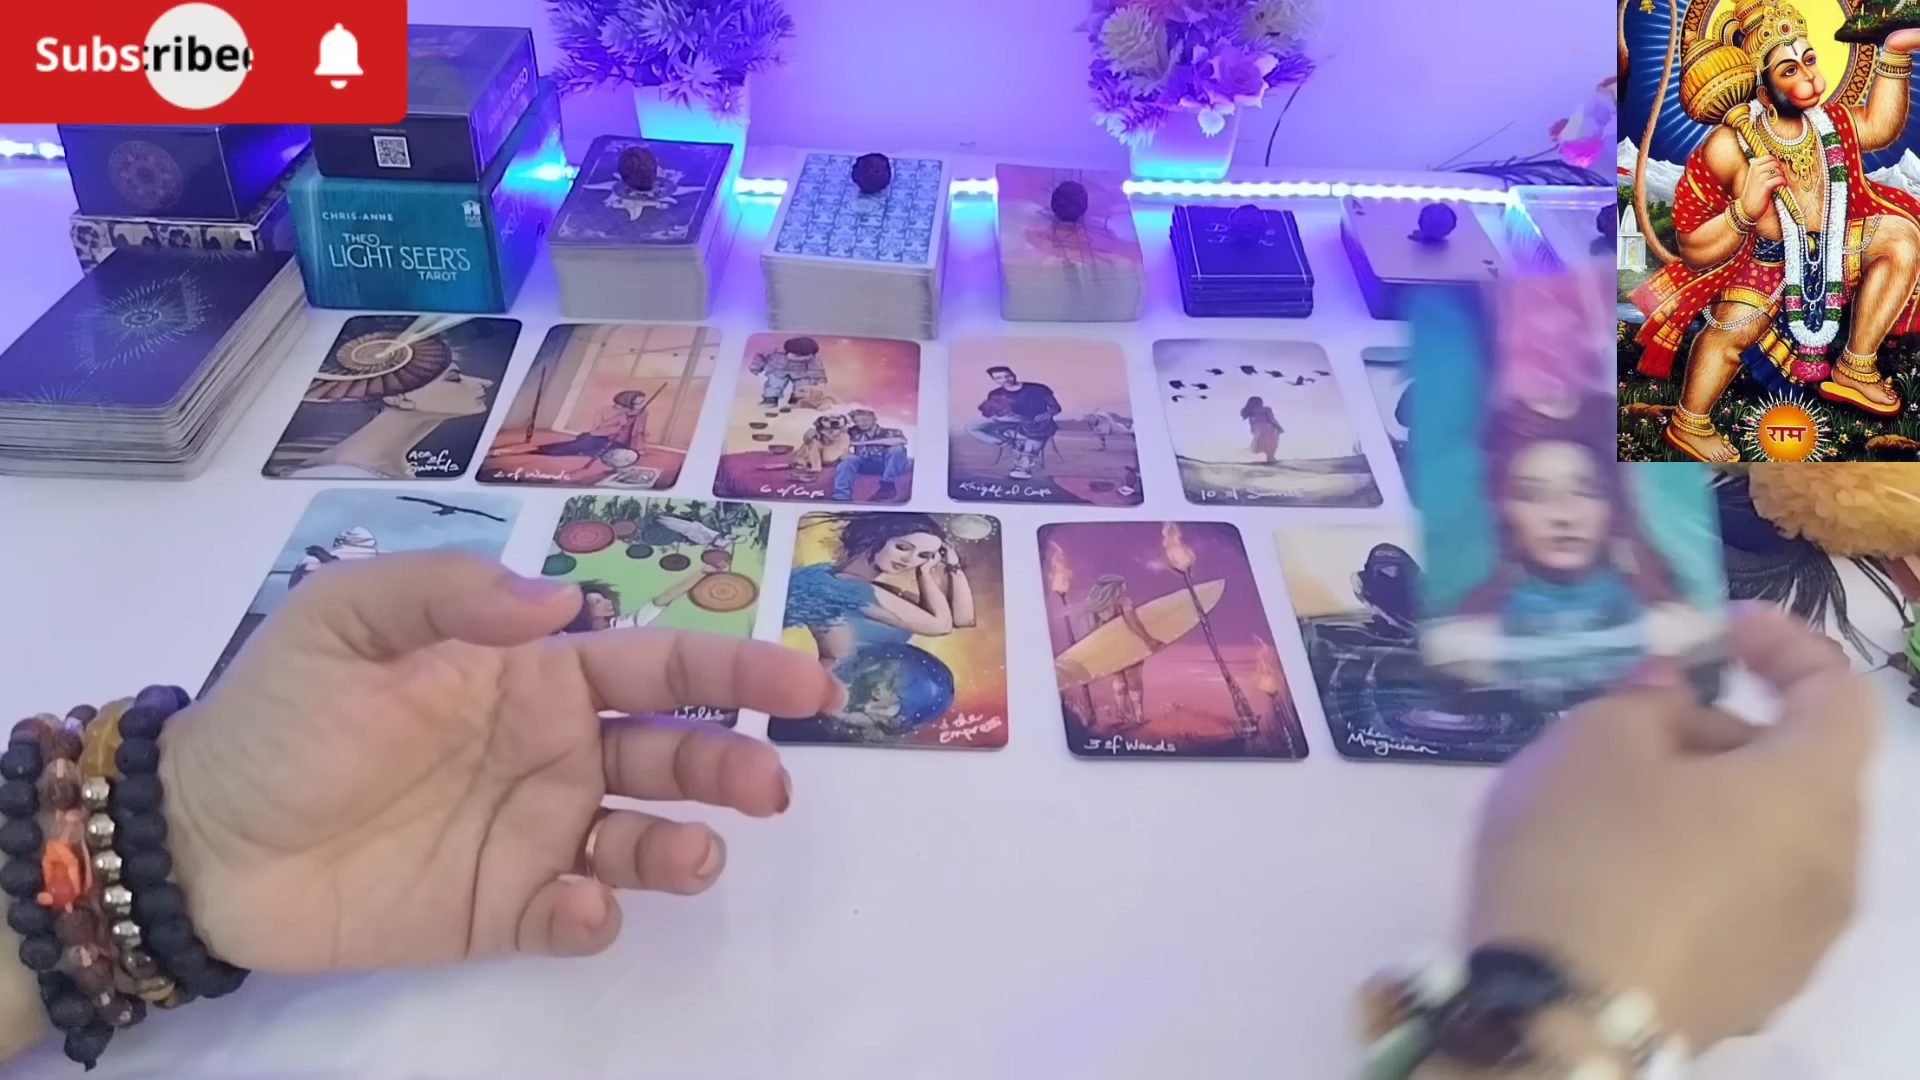 Subscribe
CHRIS-ANNE
THE
LIGHT SEER'S
TAROT
Ace of
Swords
2 of Wands
6 of Cups
Knight of Cups
10 of Swords
the
Empress
3 of Wands
the
Magician
राम